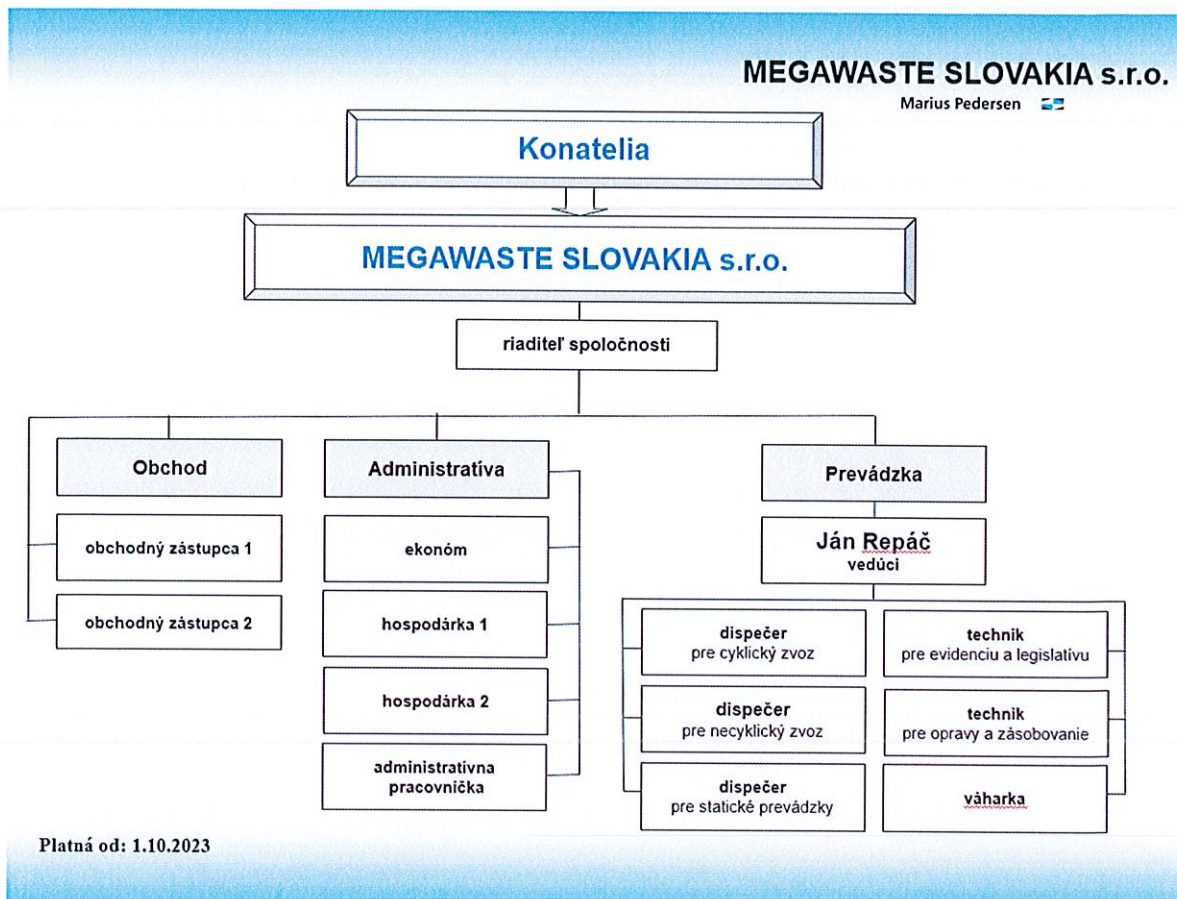 MEGAWASTE SLOVAKIA s.r.o.
Marius Pedersen
Konatelia
MEGAWASTE SLOVAKIA s.r.o.
riaditeľ spoločnosti
Obchod
obchodný zástupca 1
obchodný zástupca 2
Administratíva
ekonóm
hospodárka 1
hospodárka 2
administratívna
pracovníčka
Prevádzka
Ján Repáč
vedúci
dispečer
pre cyklický zvoz
dispečer
pre necyklický zvoz
dispečer
pre statické prevádzky
technik
pre evidenciu a legislatívu
technik
pre opravy a zásobovanie
váharka
Platná od: 1.10.2023